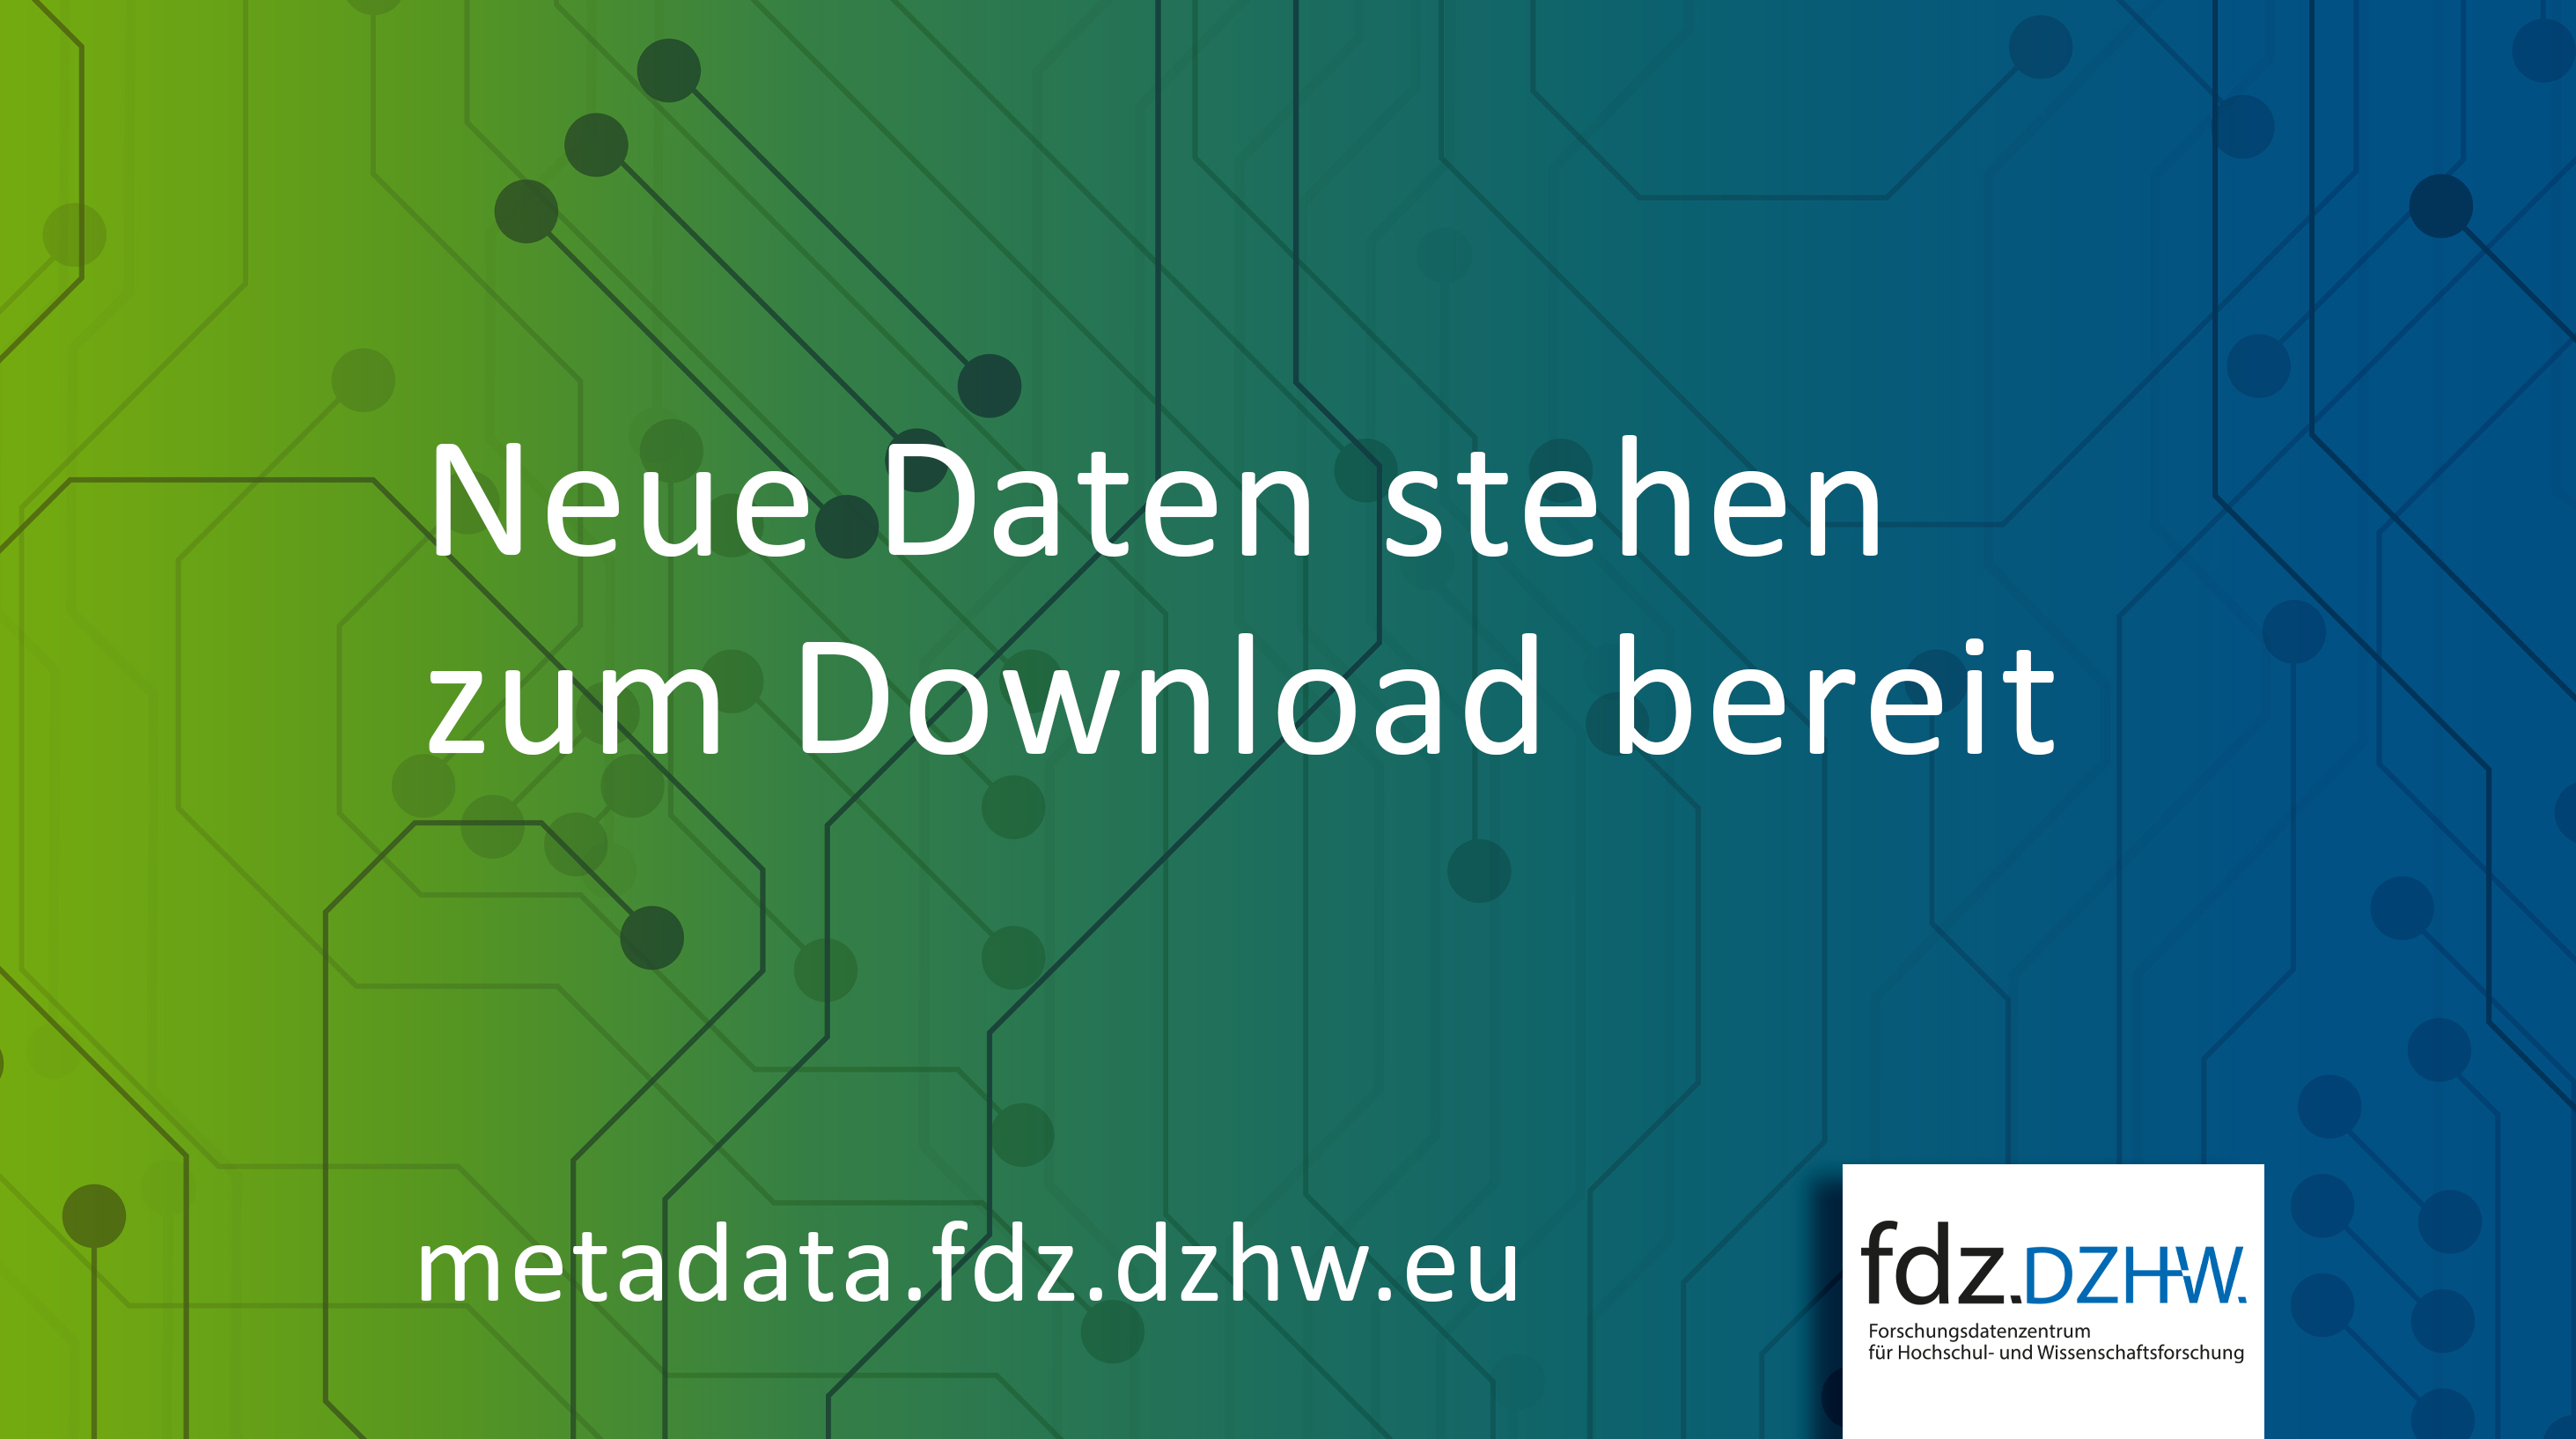 Neue Daten stehen
zum Download bereit
metadata.fdz.dzhw.eu
fdz.DZHW.
Forschungsdatenzentrum
für Hochschul- und Wissenschaftsforschung